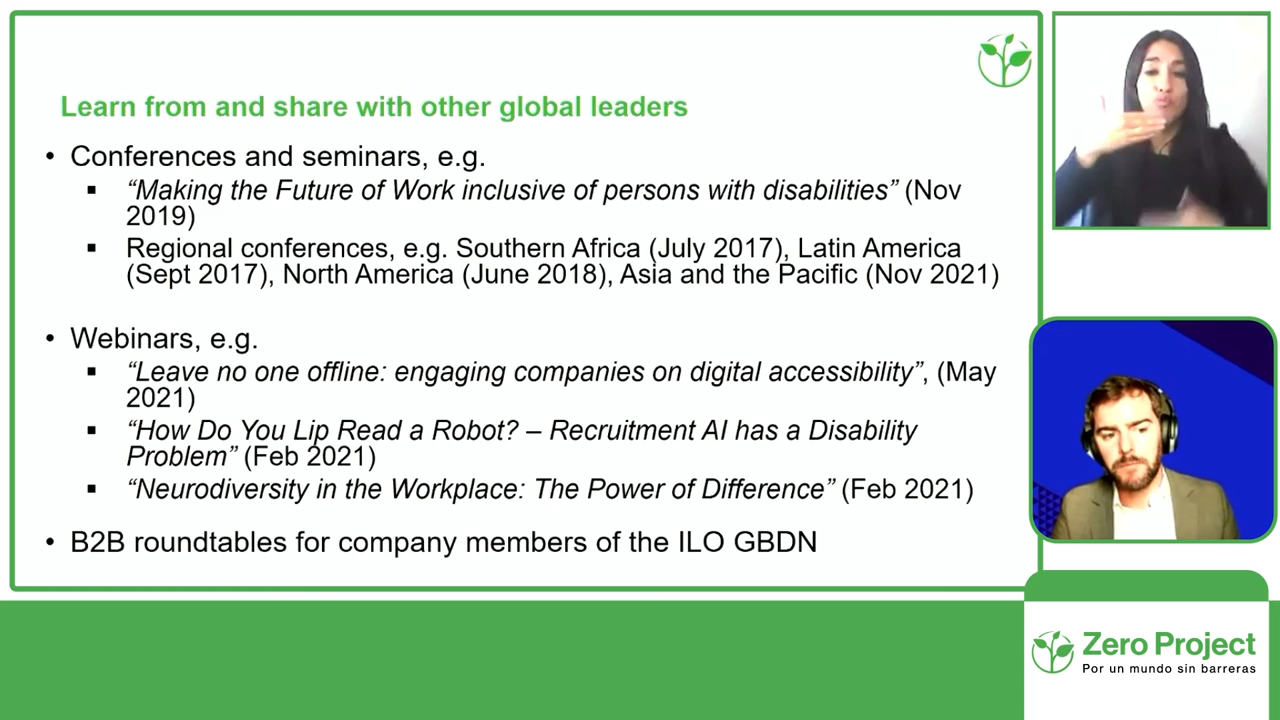 Learn from and share with other global leaders
• Conferences and seminars, e.g.
▪ “Making the Future of Work inclusive of persons with disabilities” (Nov
2019)
▪ Regional conferences, e.g. Southern Africa (July 2017), Latin America
(Sept 2017), North America (June 2018), Asia and the Pacific (Nov 2021)
• Webinars, e.g.
▪ “Leave no one offline: engaging companies on digital accessibility”, (May
2021)
▪ “How Do You Lip Read a Robot? – Recruitment AI has a Disability
Problem” (Feb 2021)
▪ “Neurodiversity in the Workplace: The Power of Difference” (Feb 2021)
• B2B roundtables for company members of the ILO GBDN
Zero Project
Por un mundo sin barreras